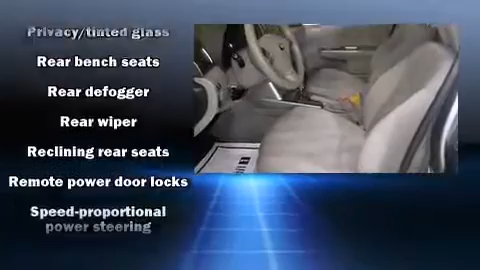 Privacy/tinted glass
Rear bench seats
Rear defogger
Rear wiper
Reclining rear seats
Remote power door locks
Speed-proportional
power steering